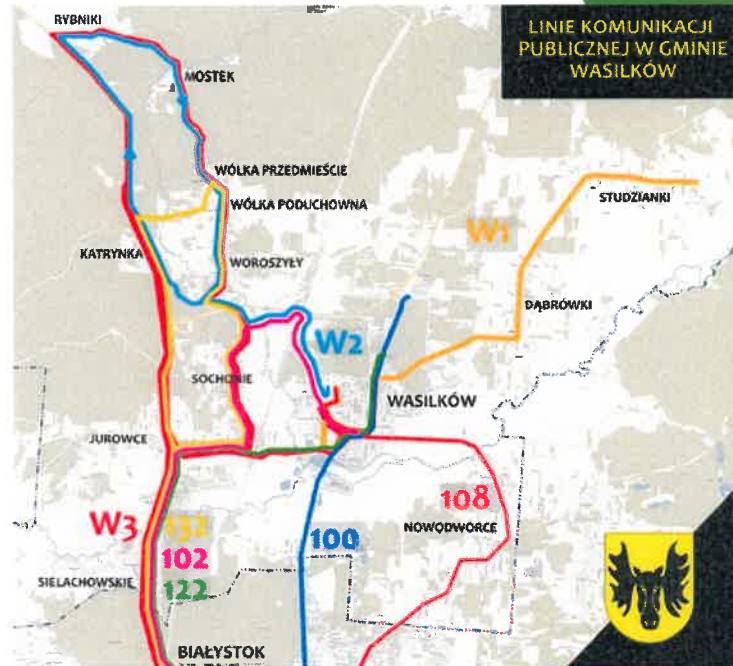 LINIE KOMUNIKACJI
PUBLICZNEJ W GMINIE
WASILKÓW
RYBNIKI
MOSTEK
WÓLKA PRZEDMIEŚCIE
WÓLKA PODUCHOWNA
STUDZIANKI
W1
KATRYNKA
WOROSZYŁY
DĄBRÓWKI
W2
SOCHONIE
WASILKÓW
JUROWCE
W3
132
102
122
100
108
NOWODWORCE
SIELACHOWSKIE
BIAŁYSTOK